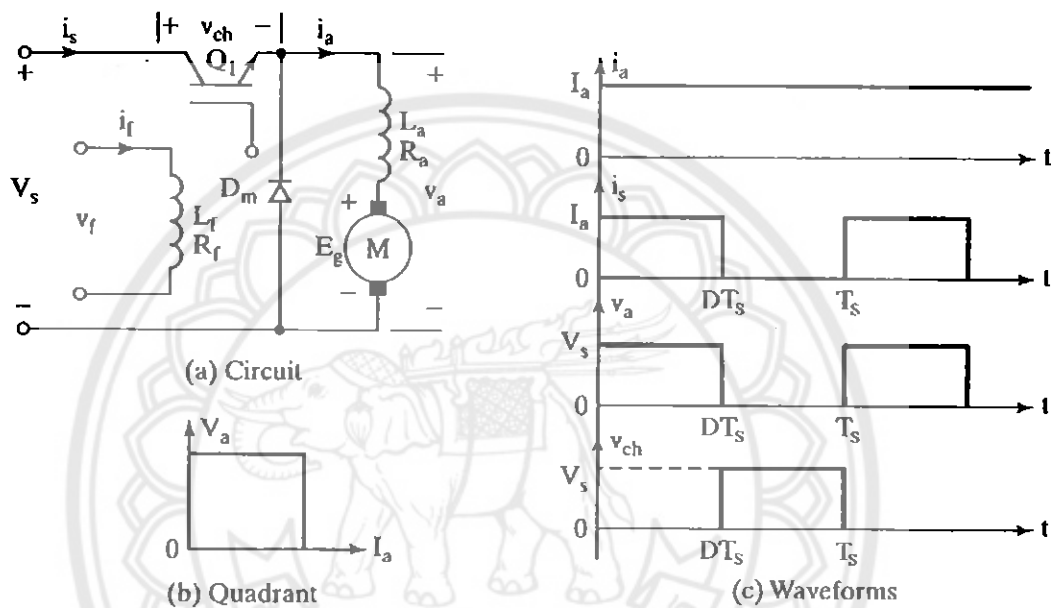 i_s
+ v_ch -
Q_1
i_a
+
+
i_f
L_a
R_a
V_s
v_f
L_f
R_f
D_m
+
v_a
E_g
M
-
-
-
(a) Circuit
V_a
0
I_a
(b) Quadrant
i_a
I_a
0
t
i_s
I_a
0
DT_s
T_s
t
v_a
V_s
0
DT_s
T_s
t
v_ch
V_s
0
DT_s
T_s
t
(c) Waveforms